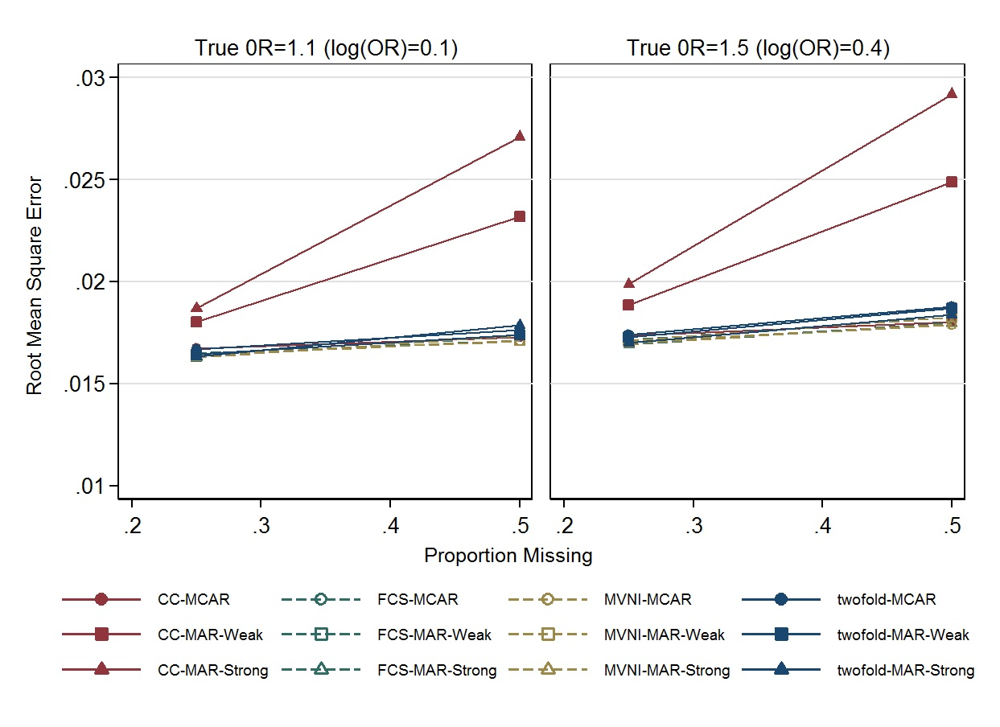 True 0R=1.1 (log(OR)=0.1)
True 0R=1.5 (log(OR)=0.4)
Root Mean Square Error
.03
.025
.02
.015
.01
.2 .3 .4 .5
.2 .3 .4 .5
Proportion Missing
CC-MCAR FCS-MCAR MVNI-MCAR twofold-MCAR
CC-MAR-Weak FCS-MAR-Weak MVNI-MAR-Weak twofold-MAR-Weak
CC-MAR-Strong FCS-MAR-Strong MVNI-MAR-Strong twofold-MAR-Strong